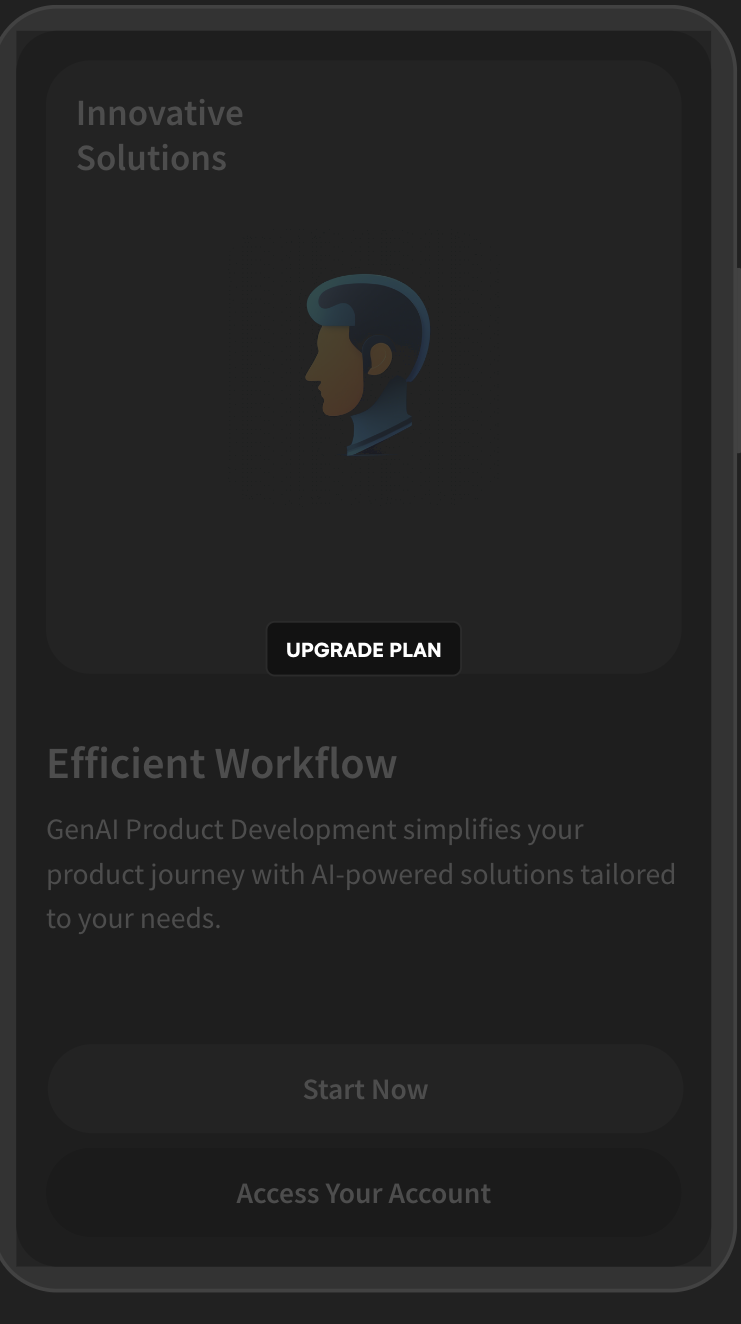 Innovative
Solutions
UPGRADE PLAN
Efficient Workflow
GenAI Product Development simplifies your
product journey with AI-powered solutions tailored
to your needs.
Start Now
Access Your Account